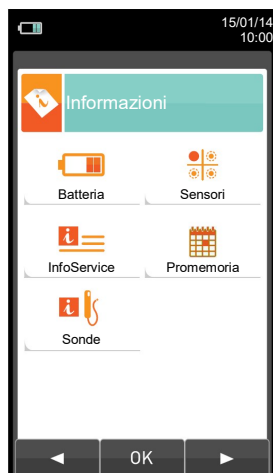 15/01/14
10:00
Informazioni
Batteria
Sensori
InfoService
Promemoria
Sonde
OK